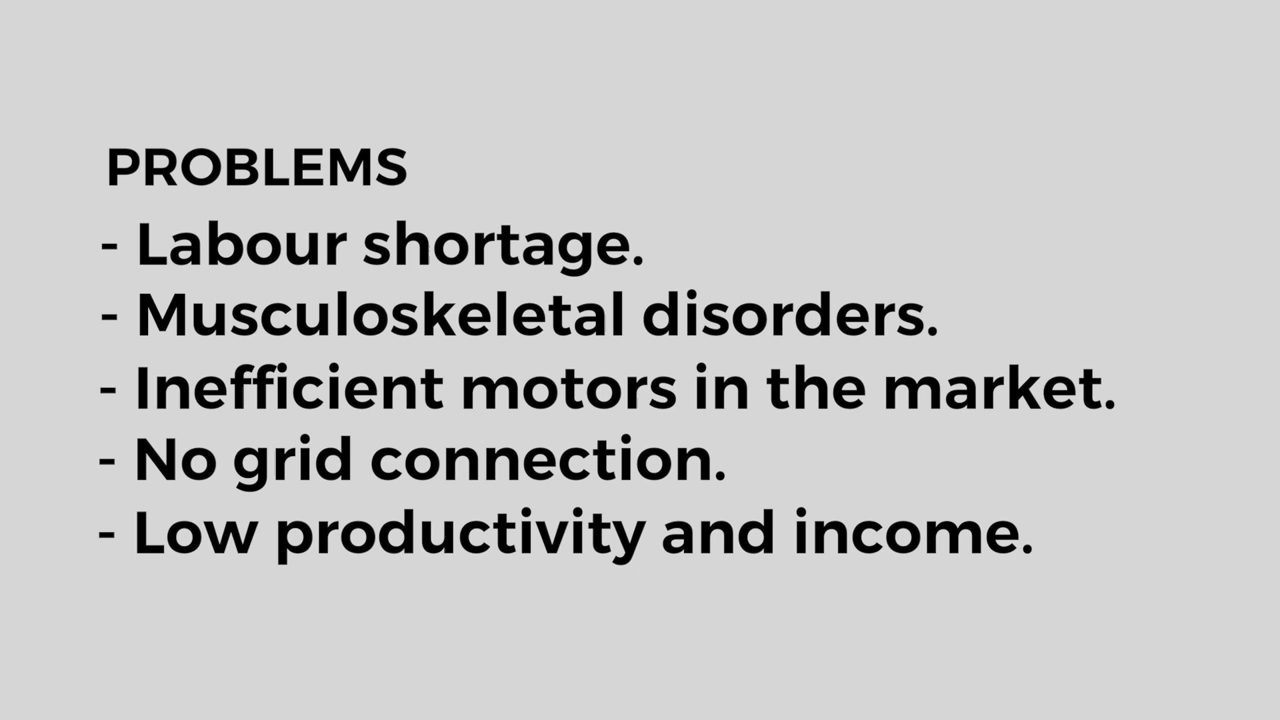 PROBLEMS
- Labour shortage.
- Musculoskeletal disorders.
- Inefficient motors in the market.
- No grid connection.
- Low productivity and income.